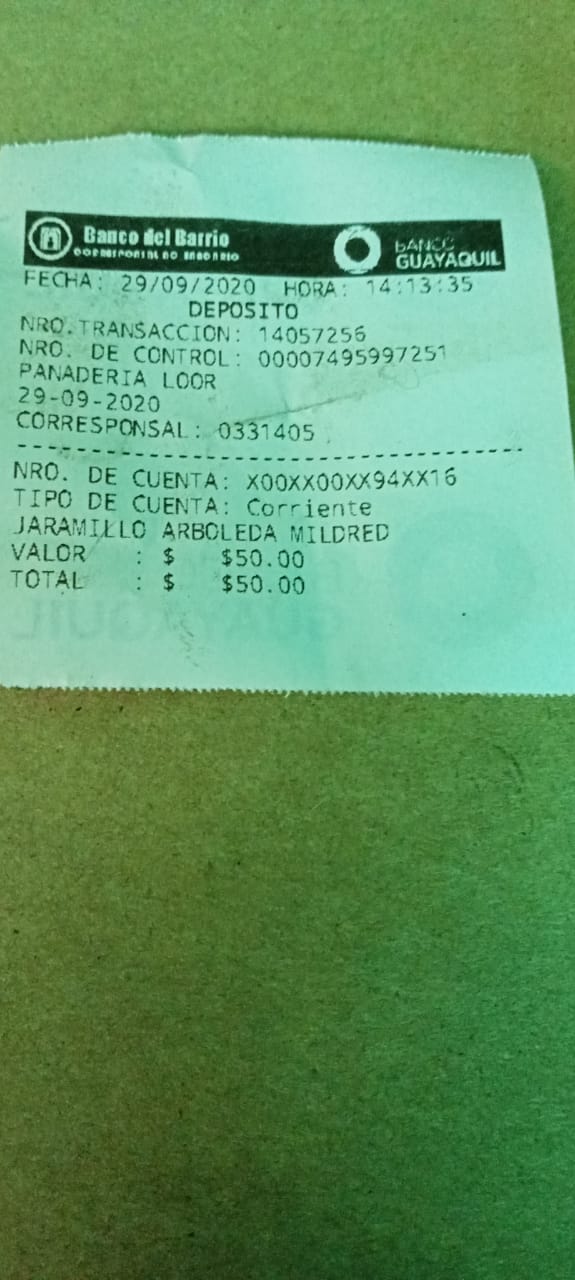 Banco del Barrio
CORRESPONSAL NO BANCARIO
BANCO
GUAYAQUIL
FECHA: 29/09/2020 HORA: 14:13:35
DEPOSITO
NRO.TRANSACCION: 14057256
NRO. DE CONTROL: 00007495997251
PANADERIA LOOR
29-09-2020
CORRESPONSAL: 0331405
NRO. DE CUENTA: X00XX00XX94XX16
TIPO DE CUENTA: Corriente
JARAMILLO ARBOLEDA MILDRED
VALOR : $ $50.00
TOTAL : $ $50.00